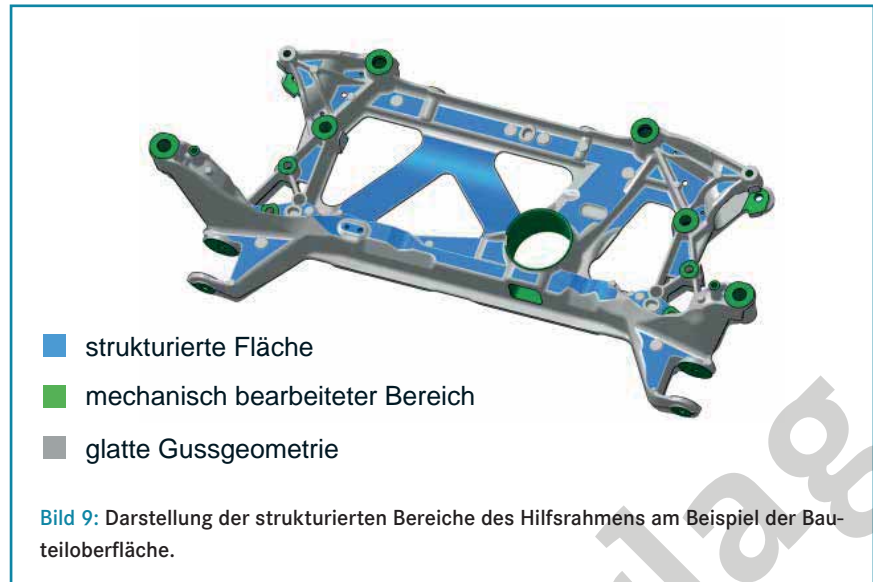 strukturierte Fläche
mechanisch bearbeiteter Bereich
glatte Gussgeometrie
Bild 9: Darstellung der strukturierten Bereiche des Hilfsrahmens am Beispiel der Bau-
teiloberfläche.
lag